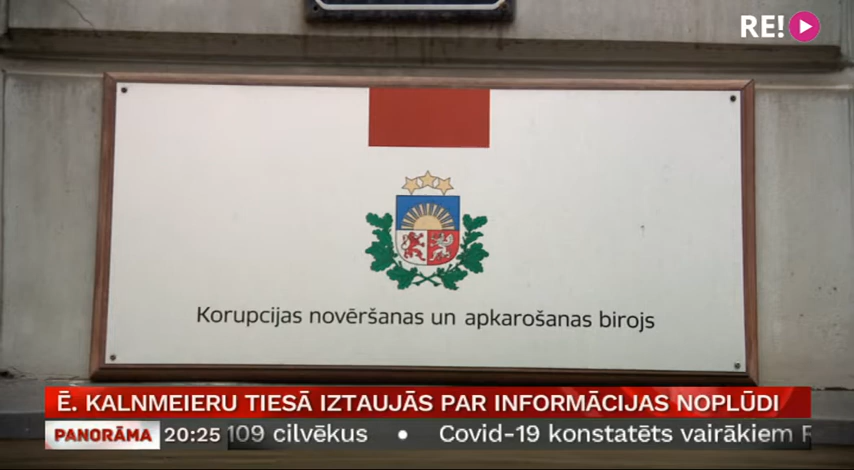 RE!
Korupcijas novēršanas un apkarošanas birojs
Ē. KALNMEIERU TIESĀ IZTAUJĀS PAR INFORMĀCIJAS NOPLŪDI
PANORĀMA 20:25 109 cilvēkus • Covid-19 konstatēts vairākiem